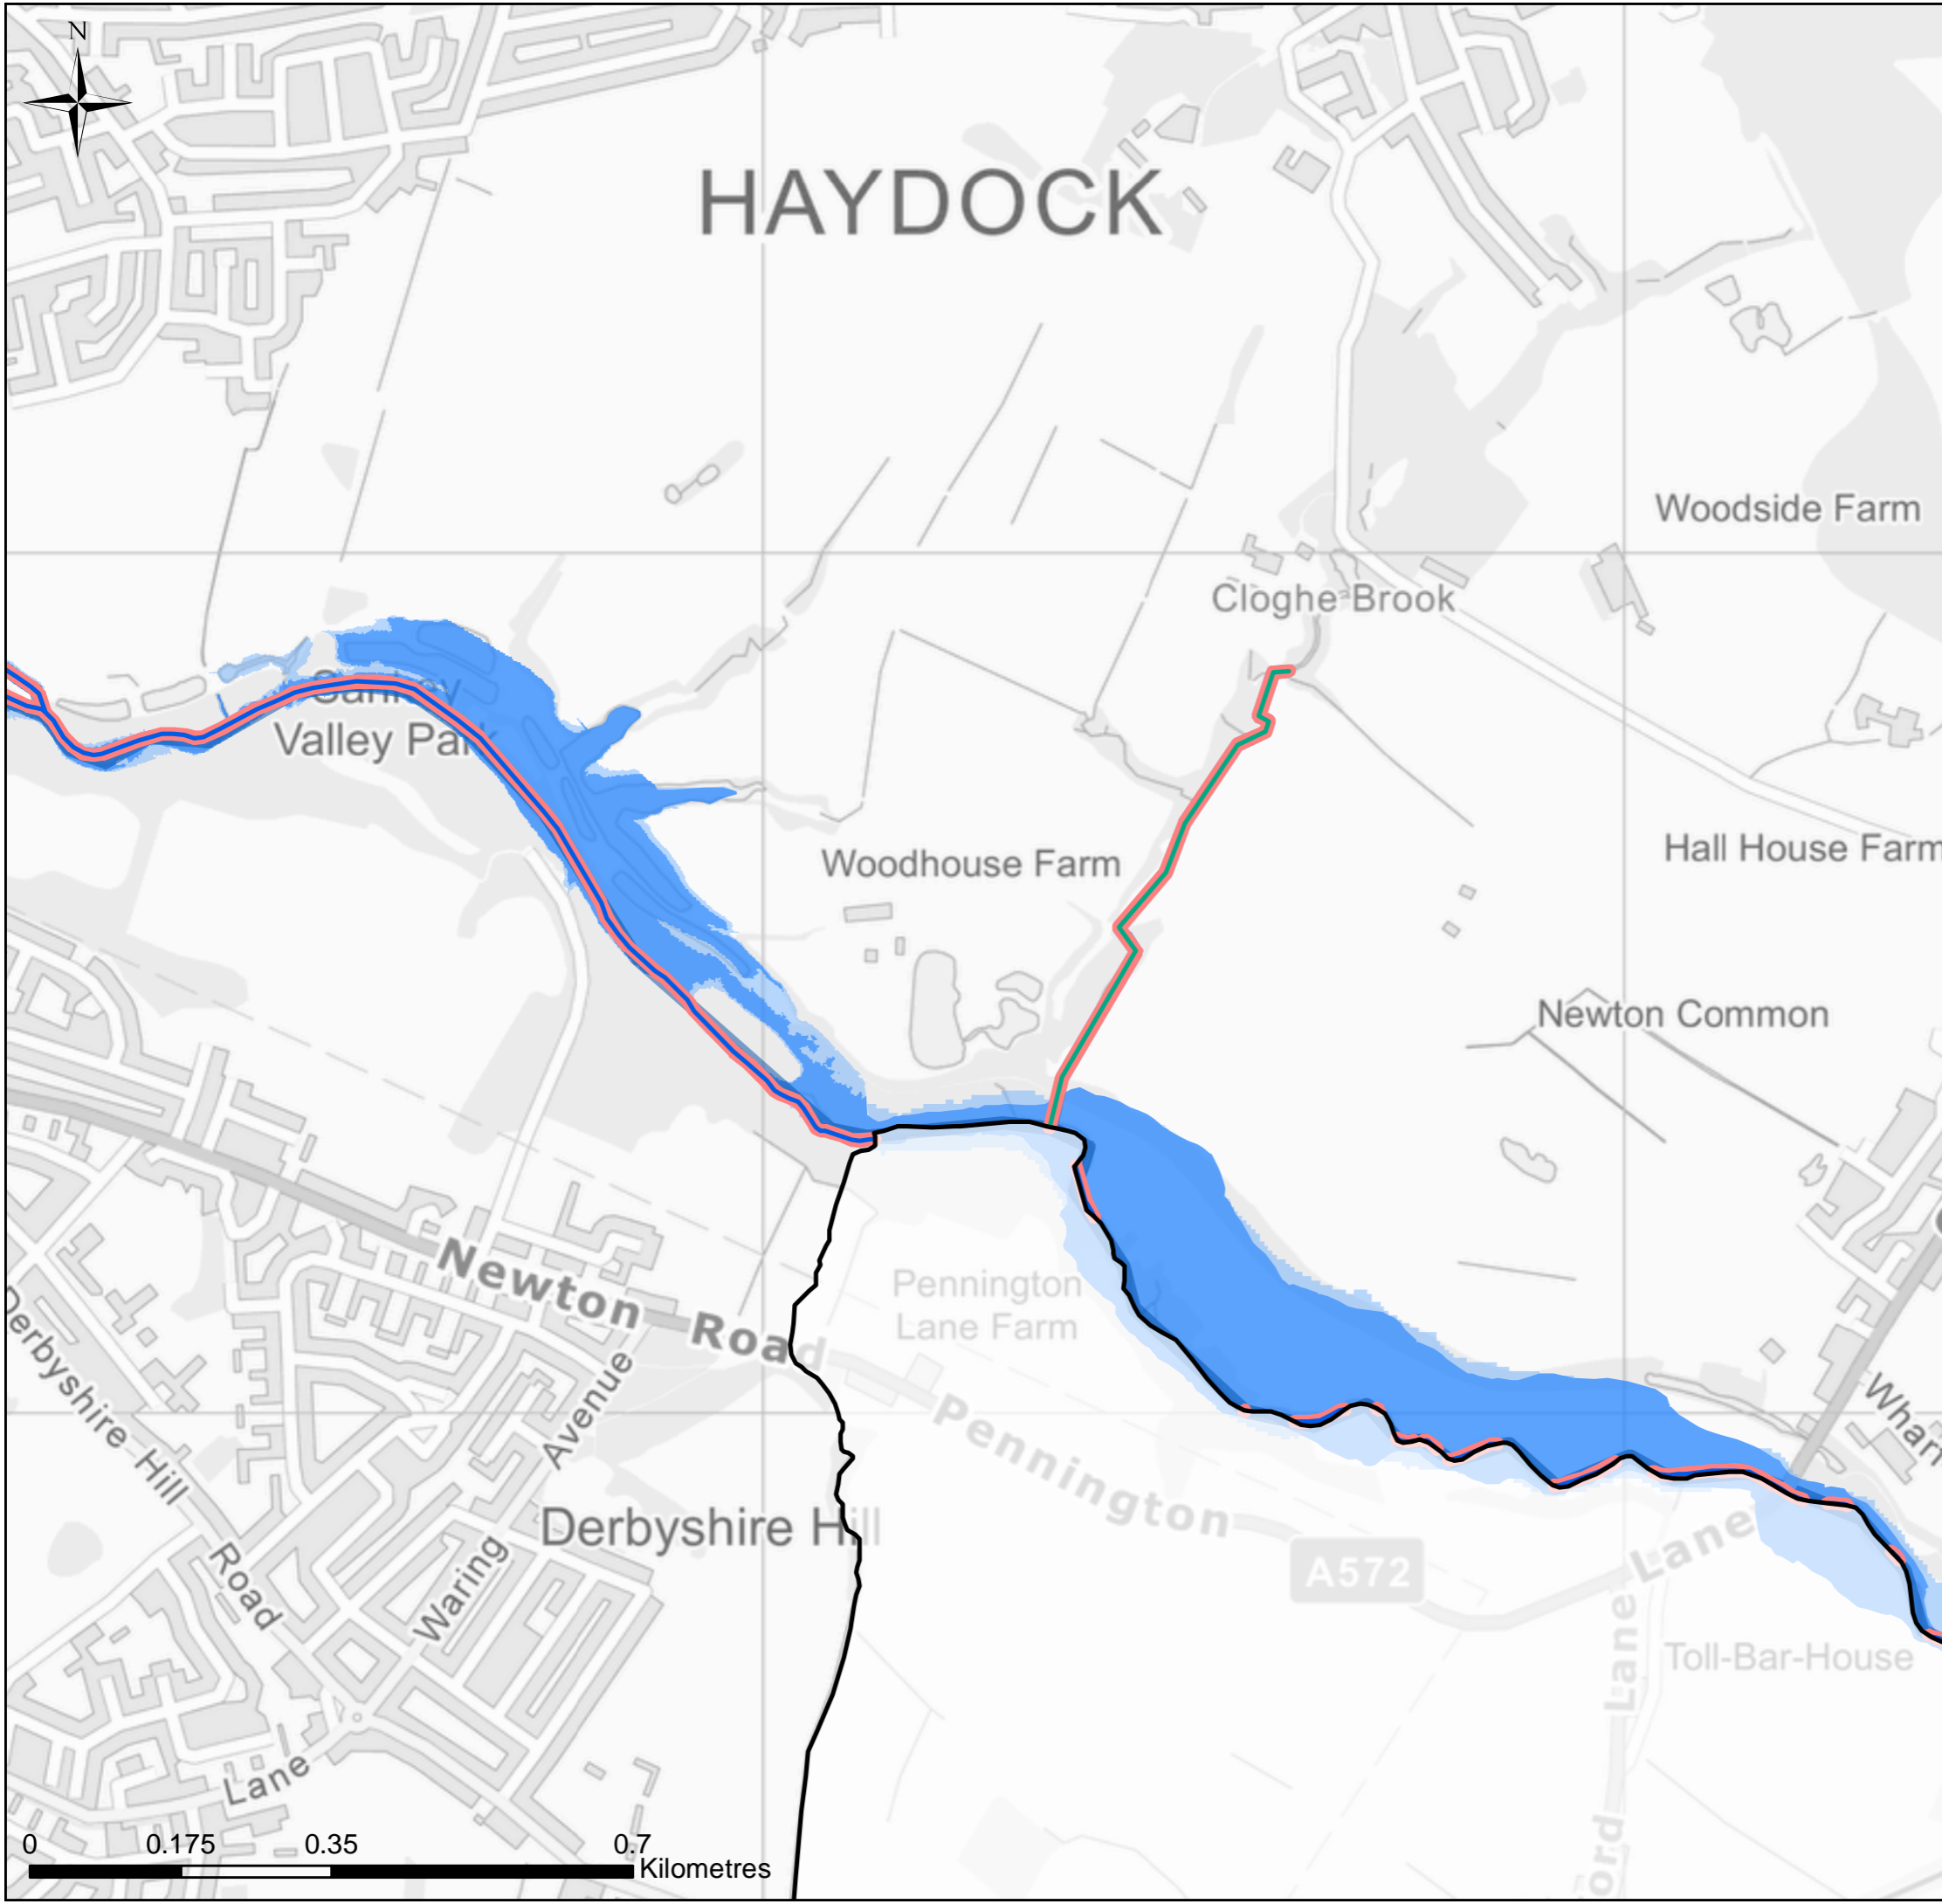 N
HAYDOCK
Woodside Farm
Cloghe Brook
Sankey
Valley Park
Hall House Farm
Woodhouse Farm
Newton Common
Newton Road
Pennington
Lane Farm
Derbyshire Hill
Road
Avenue
Waring
Derbyshire Hill
Pennington
Lane
A572
Lane
Toll-Bar-House
Lane
0 0.175 0.35 0.7
Kilometres